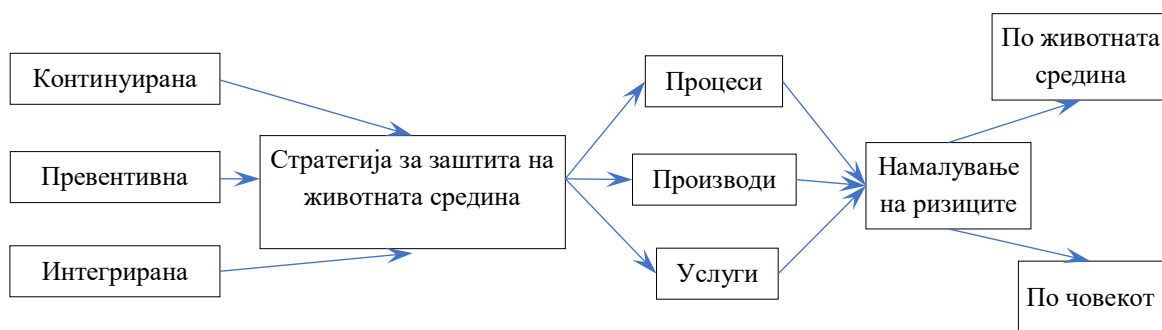 Континуирана
Превентивна
Интегрирана
Стратегија за заштита на
животната средина
Процеси
Производи
Услуги
Намалување
на ризиците
По животната
средина
По човекот